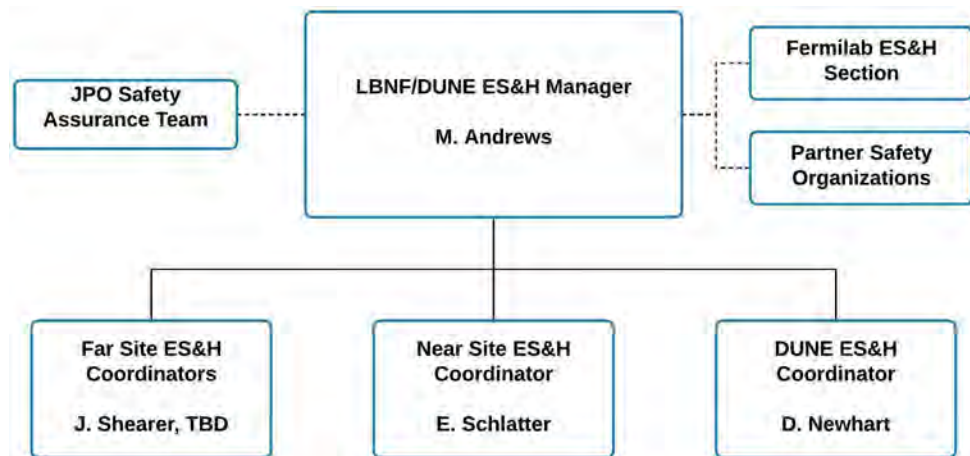 JPO Safety
Assurance Team
LBNF/DUNE ES&H Manager
M. Andrews
Fermilab ES&H
Section
Partner Safety
Organizations
Far Site ES&H
Coordinators
J. Shearer, TBD
Near Site ES&H
Coordinator
E. Schlatter
DUNE ES&H
Coordinator
D. Newhart